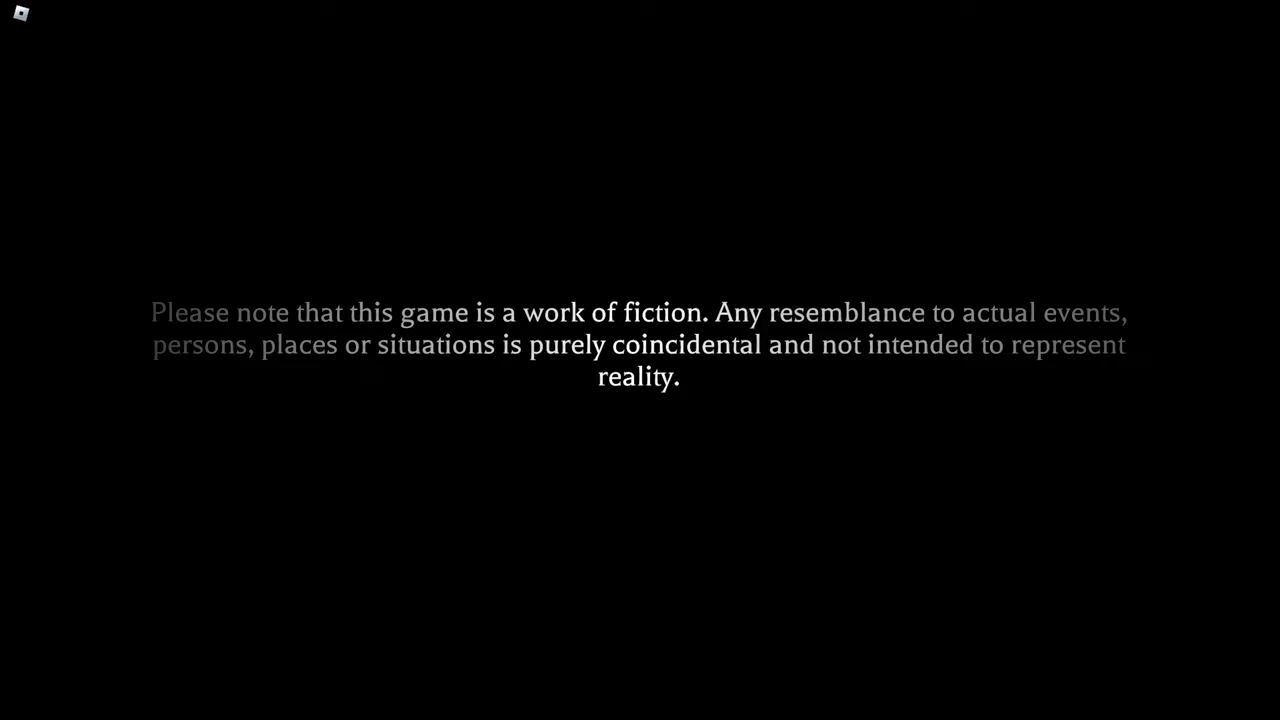 Please note that this game is a work of fiction. Any resemblance to actual events,
persons, places or situations is purely coincidental and not intended to represent
reality.